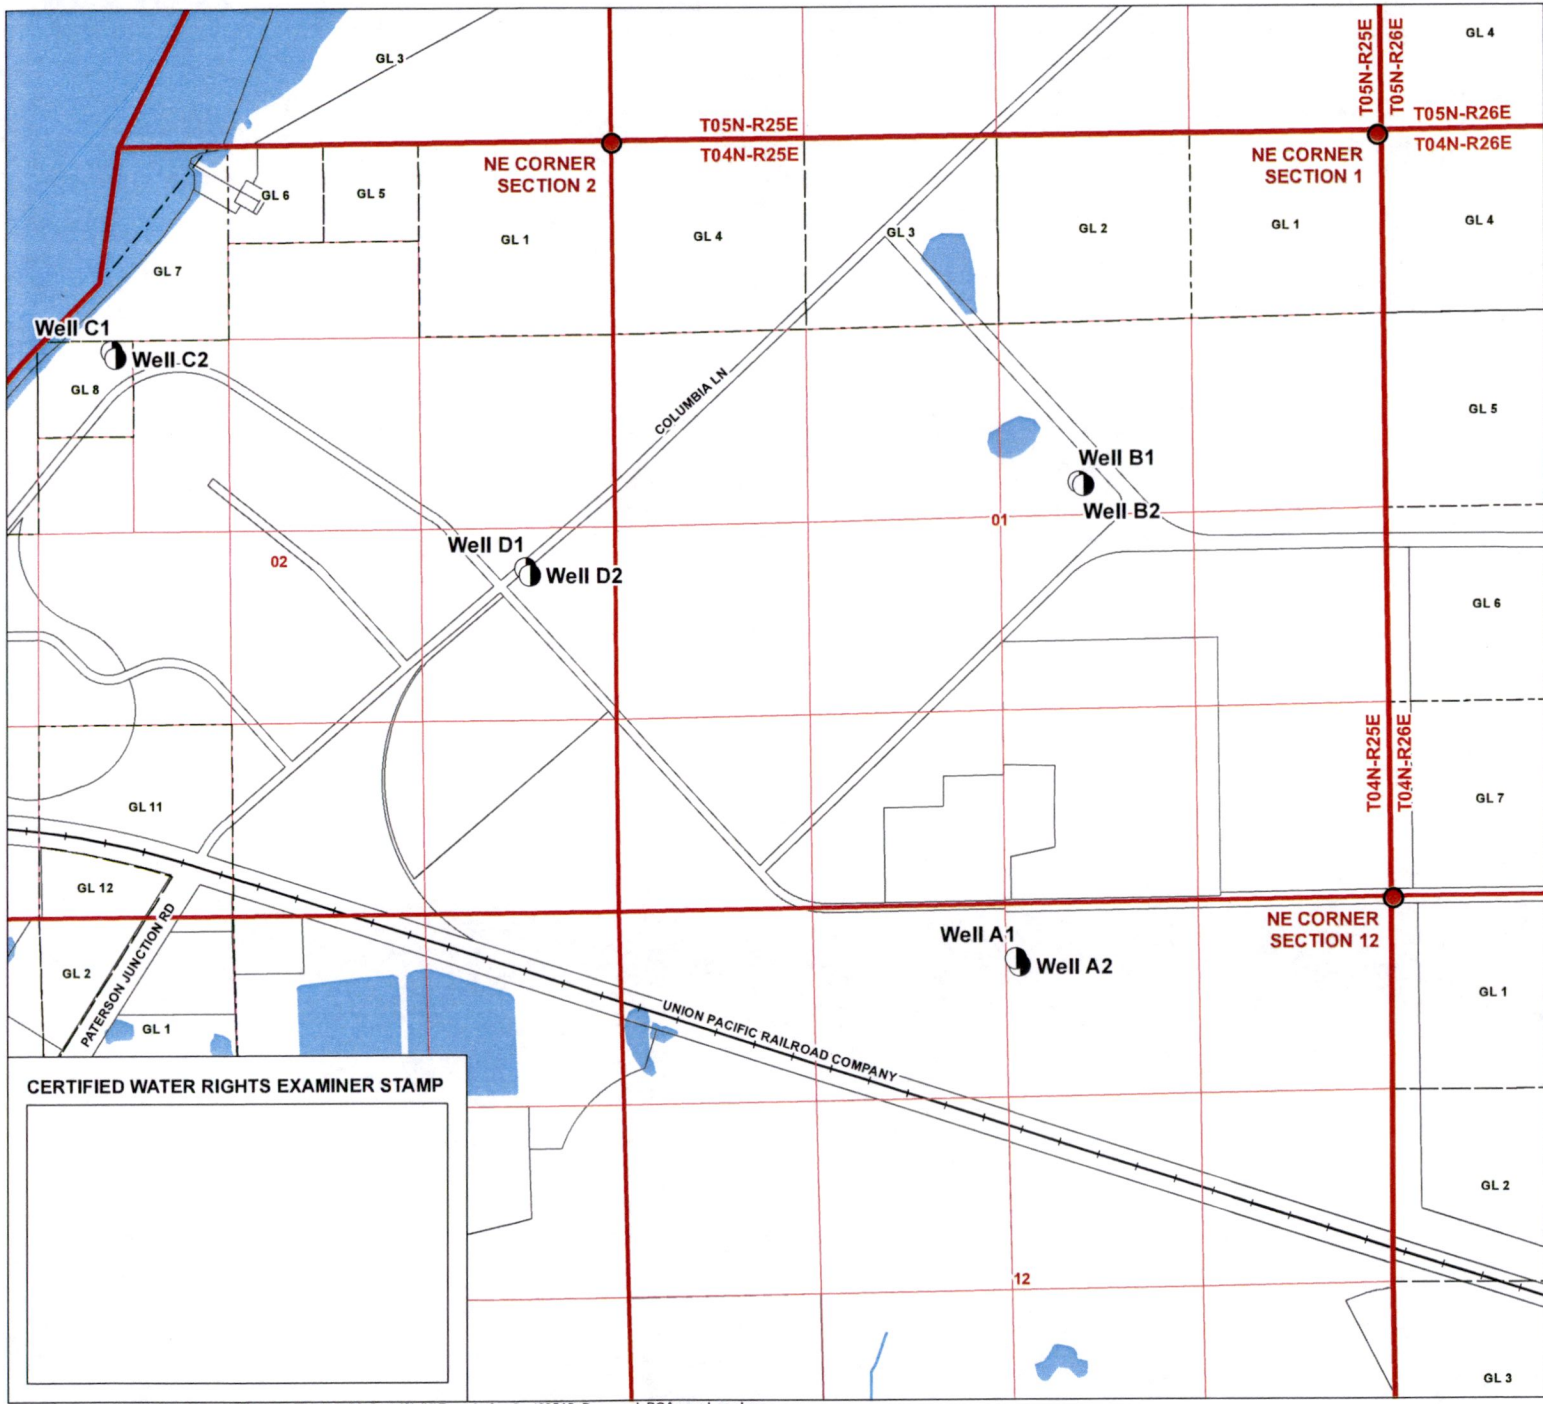 GL 3
GL 4
T05N-R25E
T05N-R26E
T05N-R25E
T04N-R25E
T05N-R26E
T04N-R26E
NE CORNER
SECTION 2
NE CORNER
SECTION 1
GL 6
GL 5
GL 1
GL 4
GL 3
GL 2
GL 1
GL 4
GL 7
Well C1
Well C2
GL 8
COLUMBIA LN
GL 5
Well B1
Well B2
01
02
Well D1
Well D2
GL 6
T04N-R25E
T04N-R26E
GL 11
GL 7
GL 12
PATERSON JUNCTION RD
NE CORNER
SECTION 12
Well A1
Well A2
GL 2
GL 1
GL 1
UNION PACIFIC RAILROAD COMPANY
CERTIFIED WATER RIGHTS EXAMINER STAMP
GL 2
12
GL 3